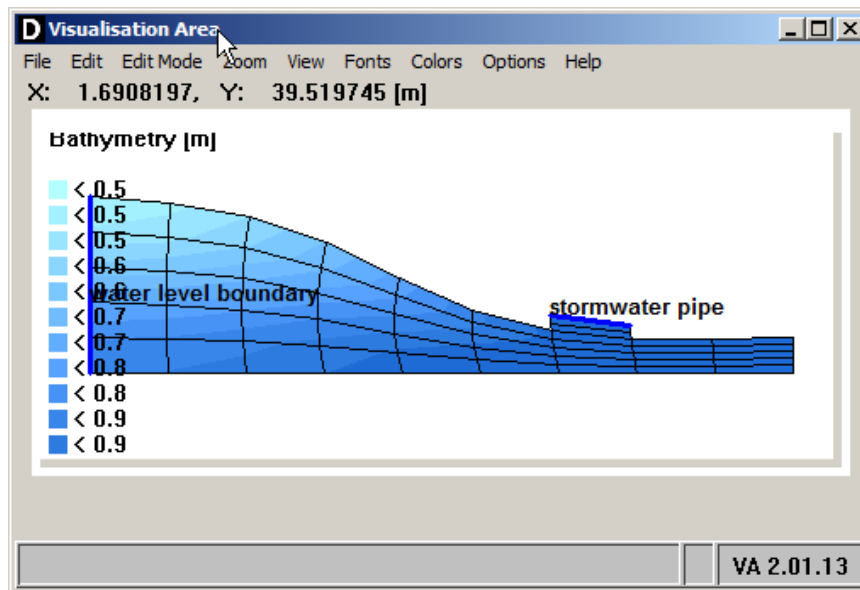 D Visualisation Area
File Edit Edit Mode Zoom View Fonts Colors Options Help
X: 1.6908197, Y: 39.519745 [m]
Bathymetry [m]
< 0.5
< 0.5
< 0.5
< 0.6
< 0.6
water level boundary
stormwater pipe
< 0.7
< 0.7
< 0.8
< 0.8
< 0.9
< 0.9
VA 2.01.13